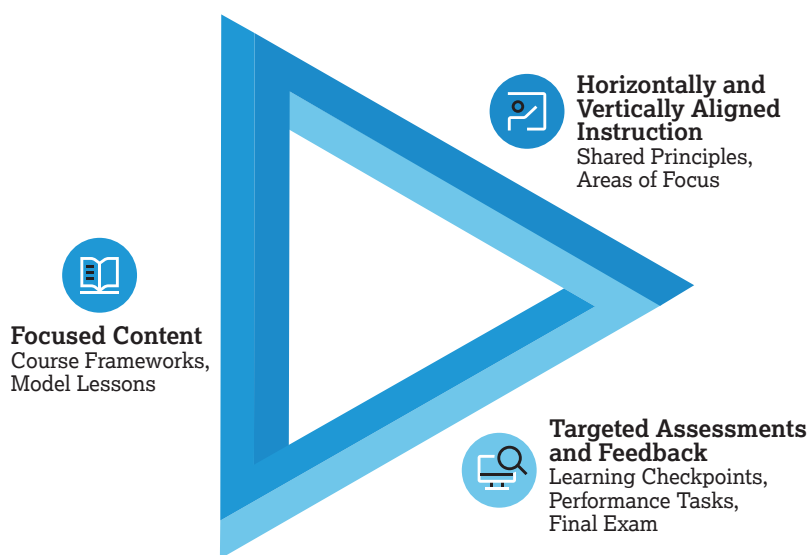 Horizontally and
Vertically Aligned
Instruction
Shared Principles,
Areas of Focus
Focused Content
Course Frameworks,
Model Lessons
Targeted Assessments
and Feedback
Learning Checkpoints,
Performance Tasks,
Final Exam